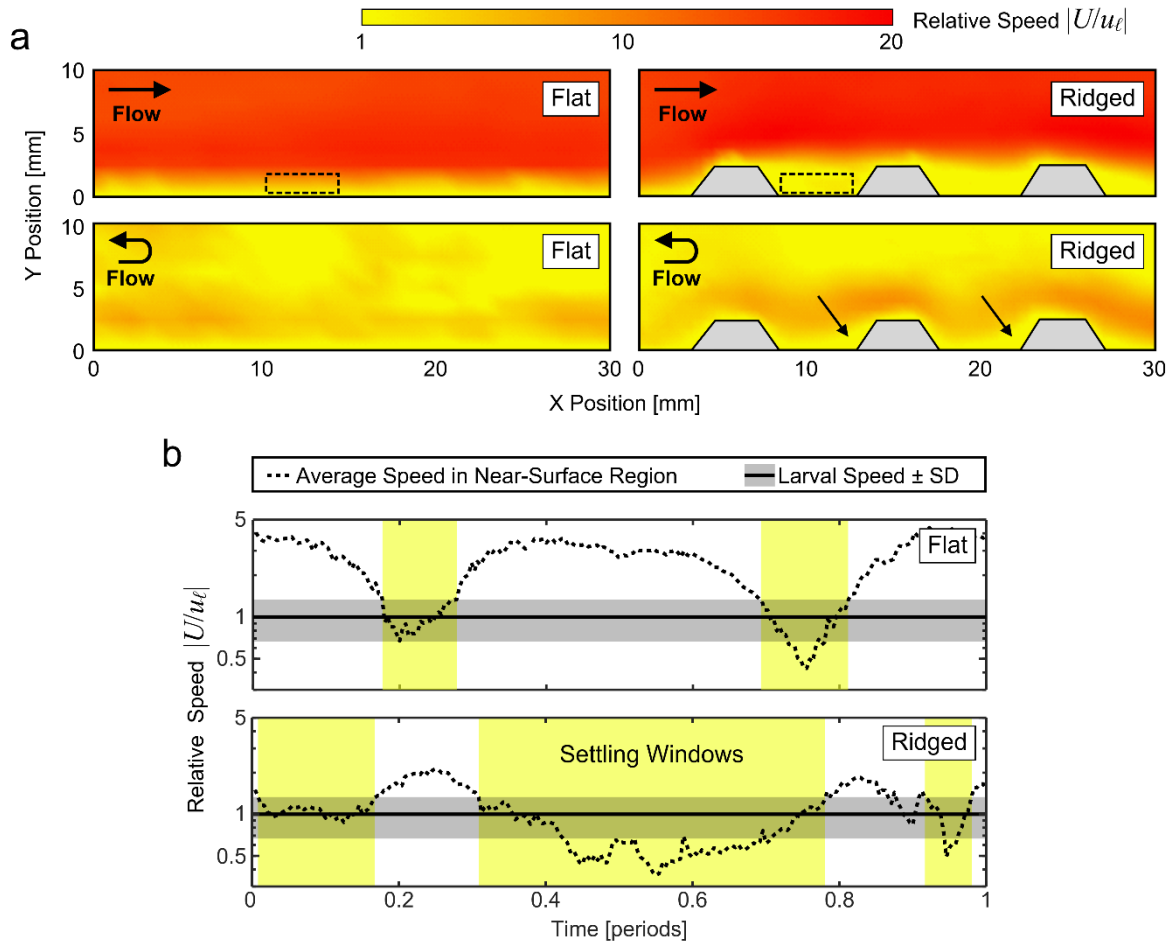 Relative Speed |U/uℓ|
1 10 20
a
10 5 0
Flow Flat
Flow Ridged
Y Position [mm]
10 5 0
Flow Flat
Flow Ridged
0 10 20 30
0 10 20 30
X Position [mm]
b
Average Speed in Near-Surface Region Larval Speed ± SD
Relative Speed |U/uℓ|
5 1 0.5
Flat
5 1 0.5
Settling Windows
Ridged
0 0.2 0.4 0.6 0.8 1
Time [periods]